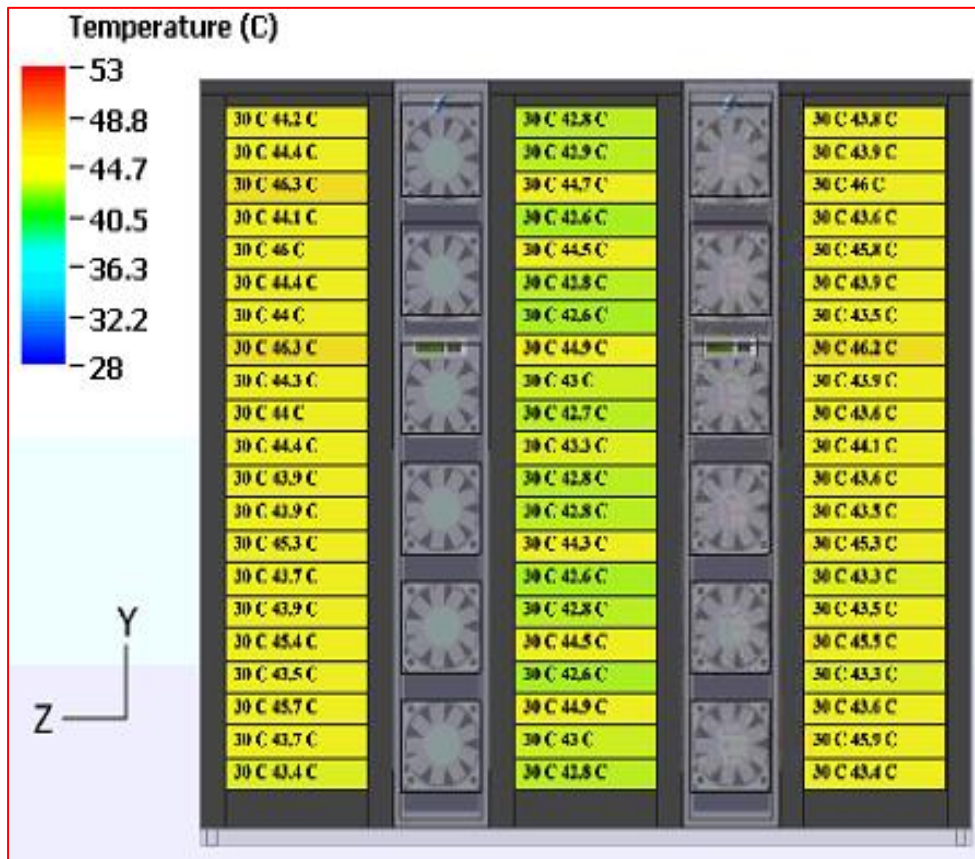 Temperature (C)
53
48.8
44.7
40.5
36.3
32.2
28
Y
Z
30 C 44.2 C
30 C 44.4 C
30 C 46.3 C
30 C 44.1 C
30 C 46 C
30 C 44.4 C
30 C 44 C
30 C 46.3 C
30 C 44.3 C
30 C 44 C
30 C 44.4 C
30 C 43.9 C
30 C 43.9 C
30 C 45.3 C
30 C 43.7 C
30 C 43.9 C
30 C 45.4 C
30 C 43.5 C
30 C 45.7 C
30 C 43.7 C
30 C 43.4 C
30 C 42.8 C
30 C 42.9 C
30 C 44.7 C
30 C 42.6 C
30 C 44.5 C
30 C 42.8 C
30 C 42.6 C
30 C 44.9 C
30 C 43 C
30 C 42.7 C
30 C 43.3 C
30 C 42.8 C
30 C 42.8 C
30 C 44.3 C
30 C 42.6 C
30 C 42.8 C
30 C 44.5 C
30 C 42.6 C
30 C 44.9 C
30 C 43 C
30 C 42.8 C
30 C 43.8 C
30 C 43.9 C
30 C 46 C
30 C 43.6 C
30 C 45.8 C
30 C 43.9 C
30 C 43.5 C
30 C 46.2 C
30 C 43.9 C
30 C 43.6 C
30 C 44.1 C
30 C 43.6 C
30 C 43.5 C
30 C 45.3 C
30 C 43.3 C
30 C 43.5 C
30 C 45.5 C
30 C 43.3 C
30 C 43.6 C
30 C 45.9 C
30 C 43.4 C